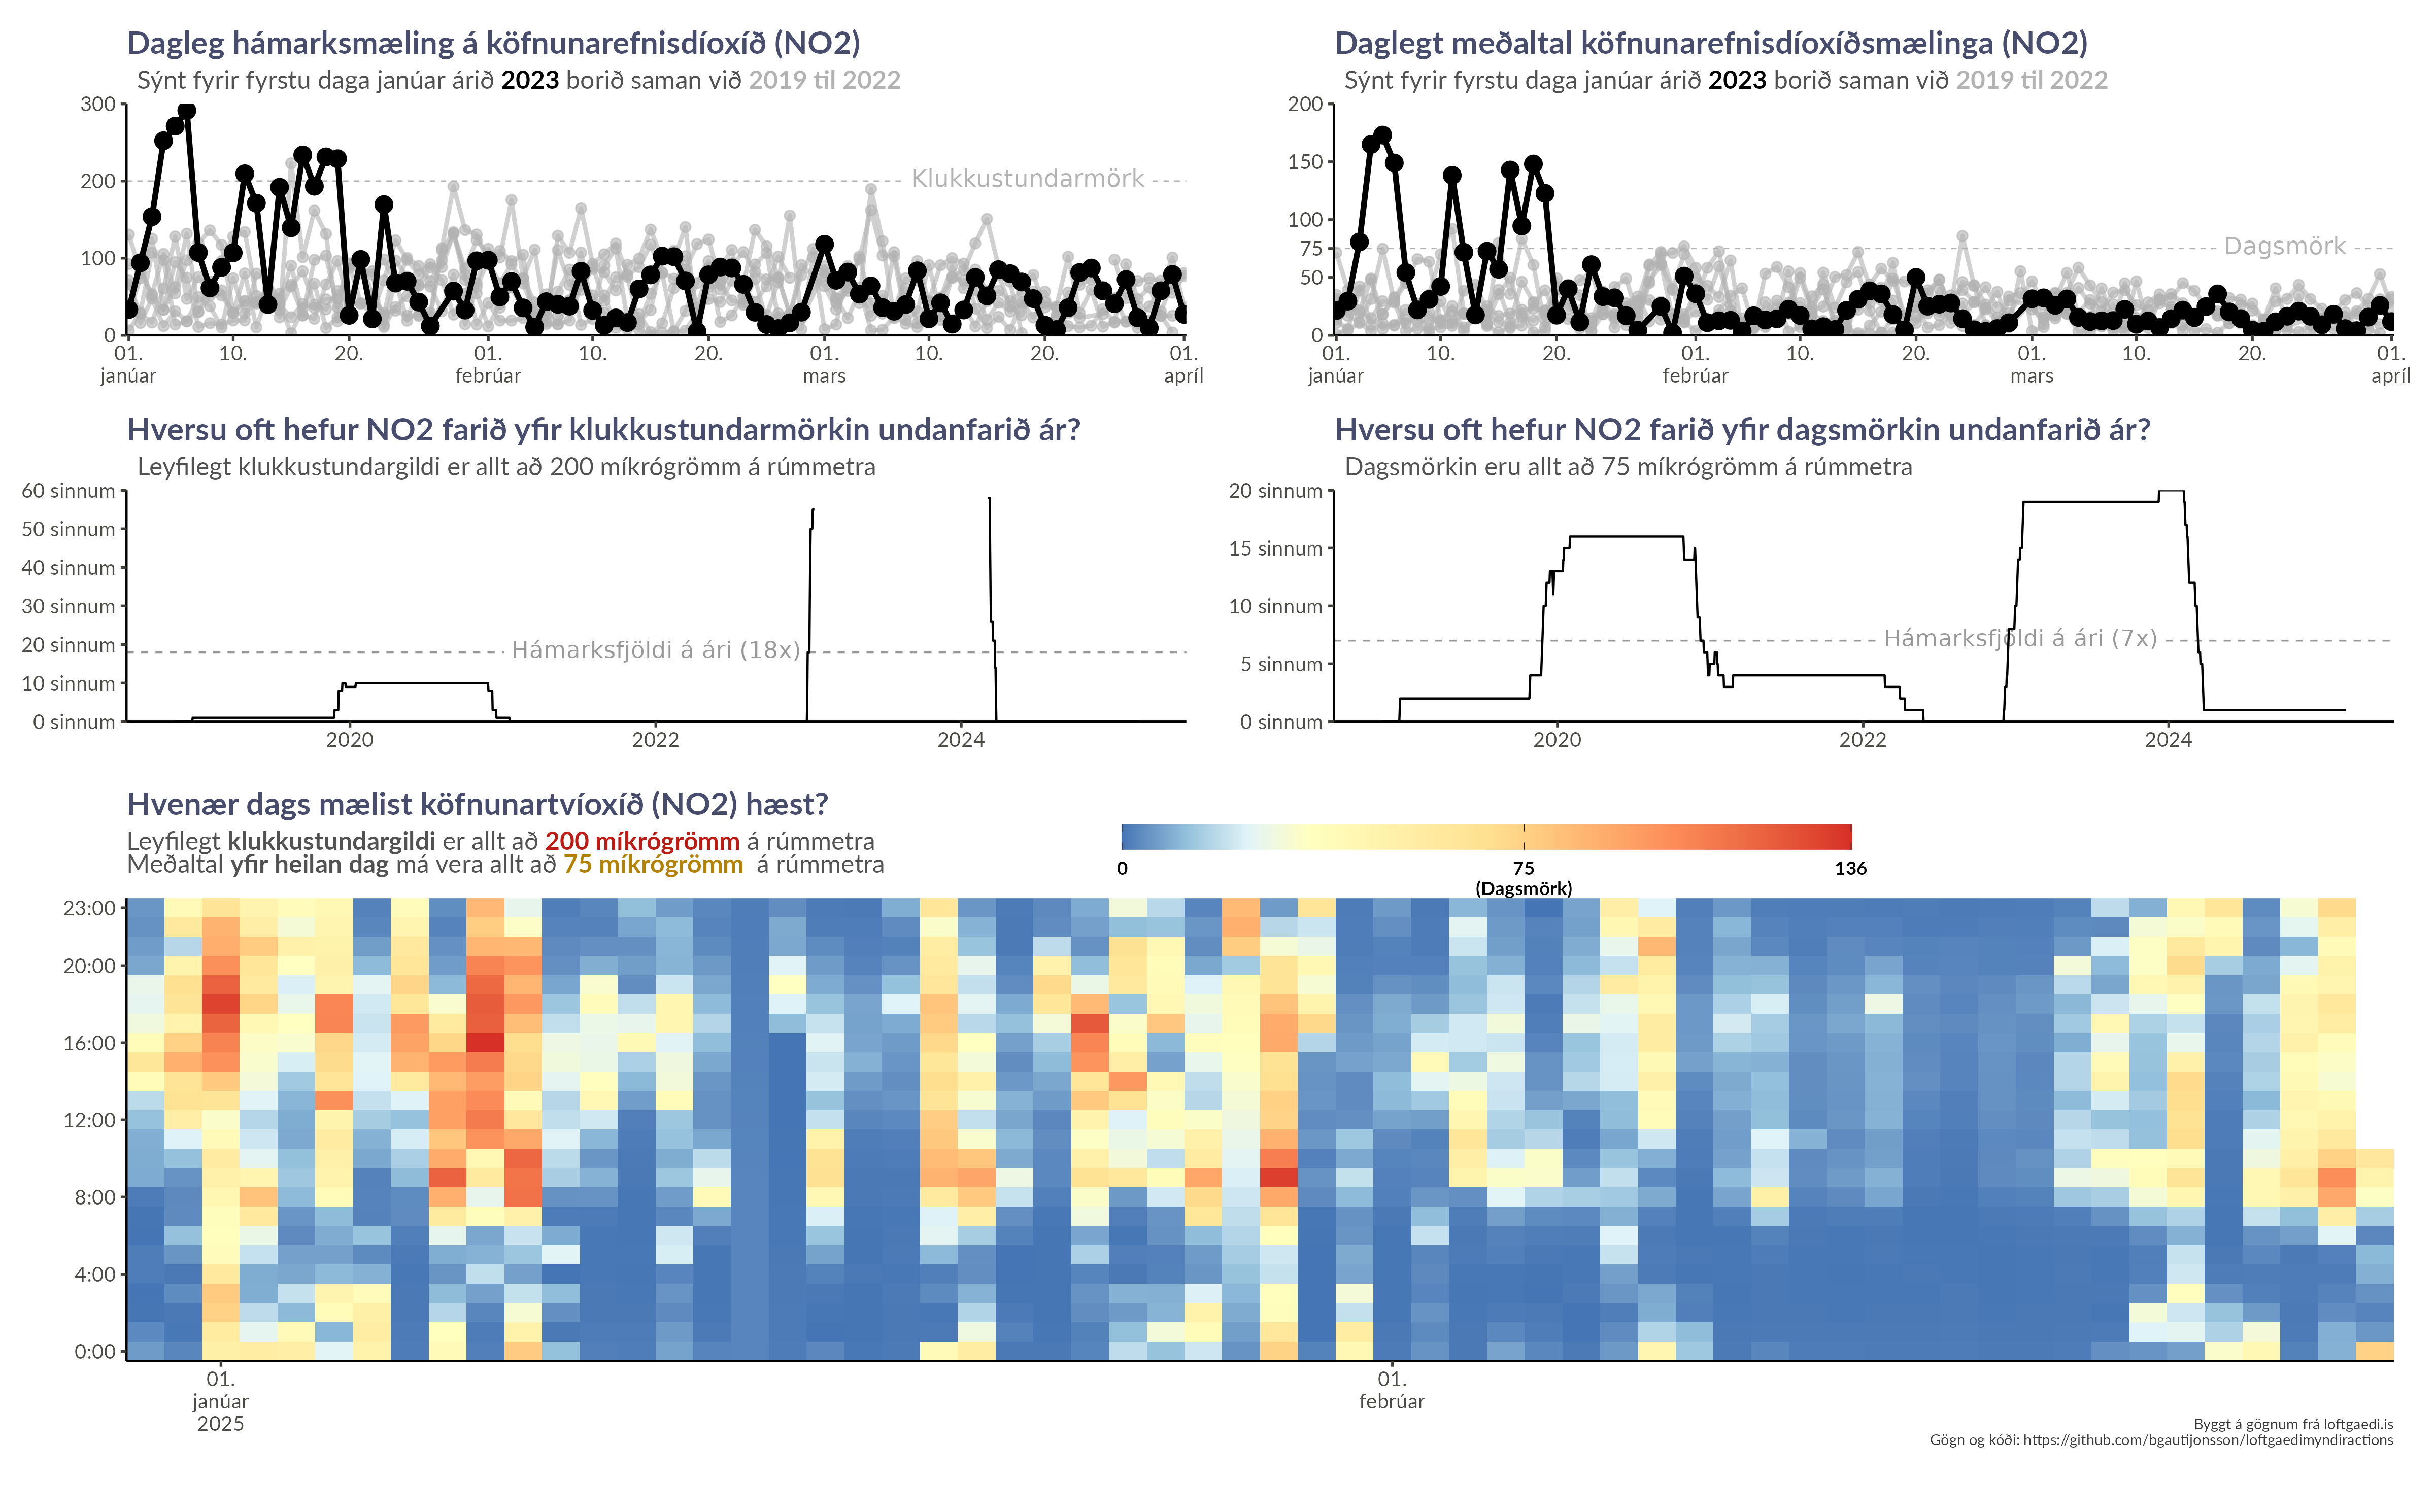 Dagleg hámarksmæling á köfnunarefnisdíoxíð (NO2)
Sýnt fyrir fyrstu daga janúar árið 2023 borið saman við 2019 til 2022
300
200
100
0
Klukkustundarmörk
01. 10. 20. 01. 10. 20. 01. 10. 20. 01.
janúar febrúar mars apríl
Daglegt meðaltal köfnunarefnisdíoxíðsmælinga (NO2)
Sýnt fyrir fyrstu daga janúar árið 2023 borið saman við 2019 til 2022
200
150
100
75
50
0
Dagsmörk
01. 10. 20. 01. 10. 20. 01. 10. 20. 01.
janúar febrúar mars apríl
Hversu oft hefur NO2 farið yfir klukkustundarmörkin undanfarið ár?
Leyfilegt klukkustundargildi er allt að 200 míkrógrömm á rúmmetra
60 sinnum
50 sinnum
40 sinnum
30 sinnum
20 sinnum
10 sinnum
0 sinnum
Hámarksfjöldi á ári (18x)
2020 2022 2024
Hversu oft hefur NO2 farið yfir dagsmörkin undanfarið ár?
Dagsmörkin eru allt að 75 míkrógrömm á rúmmetra
20 sinnum
15 sinnum
10 sinnum
5 sinnum
0 sinnum
Hámarksfjöldi á ári (7x)
2020 2022 2024
Hvenær dags mælist köfnunartvíoxíð (NO2) hæst?
Leyfilegt klukkustundargildi er allt að 200 míkrógrömm á rúmmetra
Meðaltal yfir heilan dag má vera allt að 75 míkrógrömm á rúmmetra
0 75 136
(Dagsmörk)
23:00
20:00
16:00
12:00
8:00
4:00
0:00
01. 01.
janúar febrúar
2025
Byggt á gögnum frá loftgaedi.is
Gögn og kóði: https://github.com/bgautijonsson/loftgaedimyndiractions